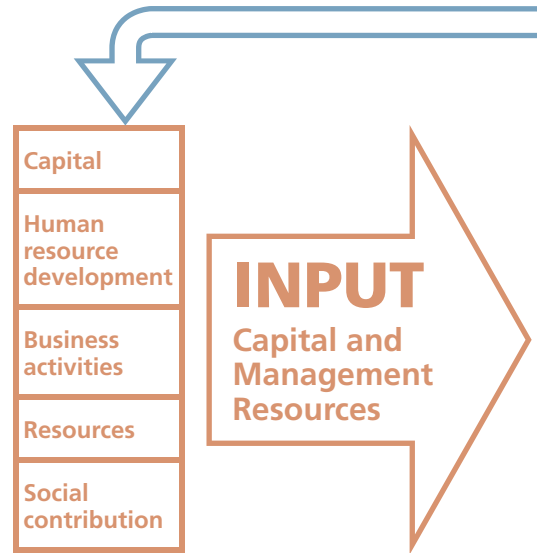 Capital
Human
resource
development
Business
activities
Resources
Social
contribution
INPUT
Capital and
Management
Resources